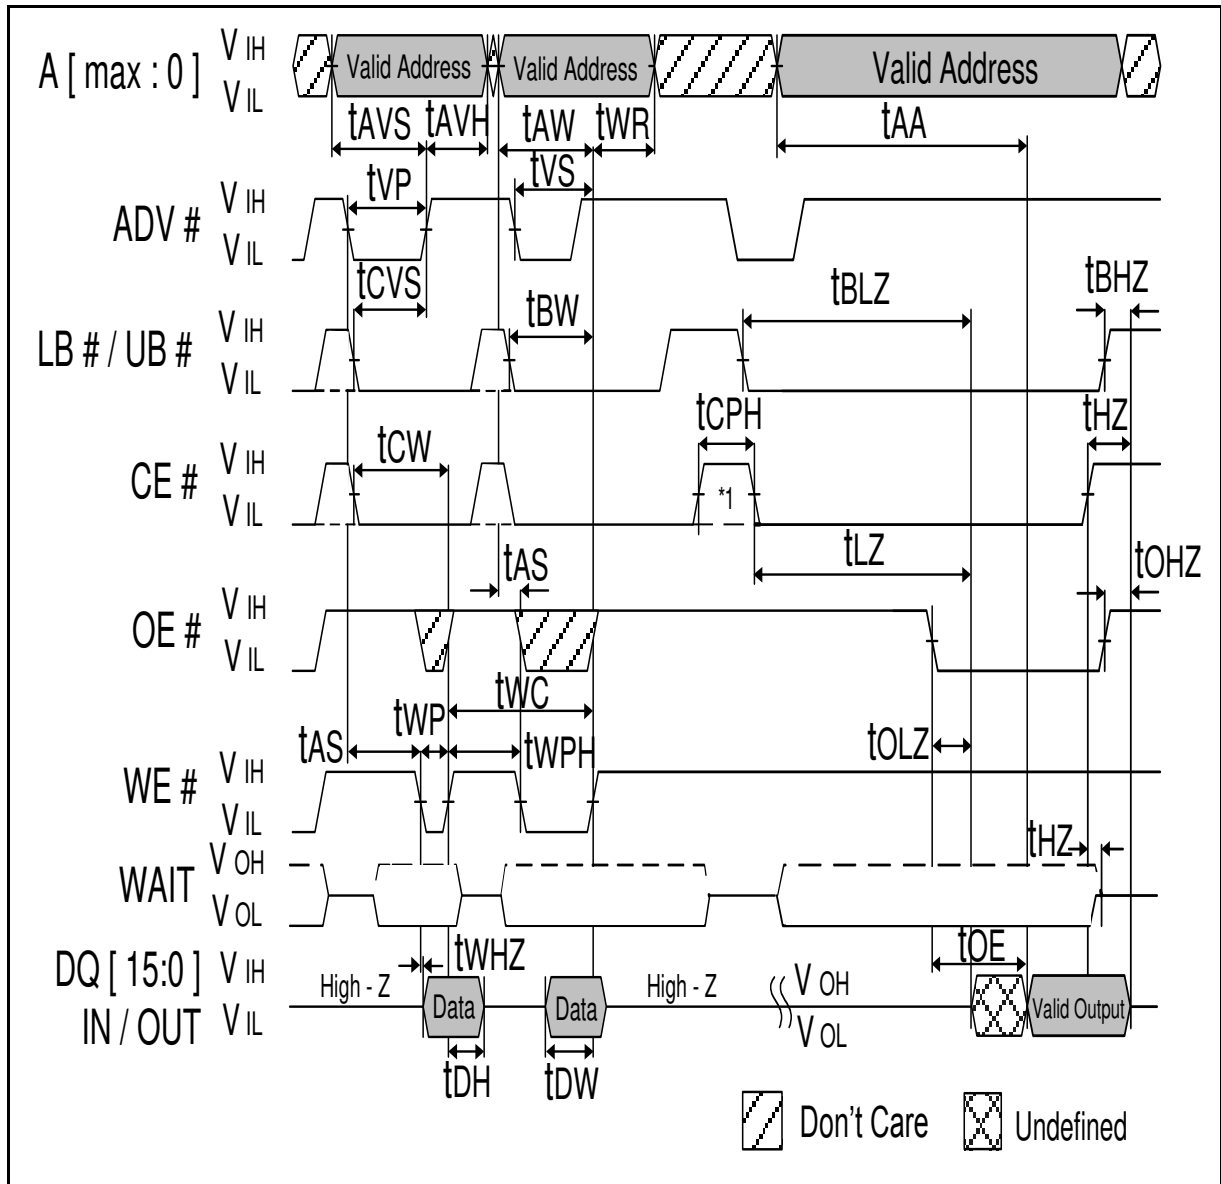 A [ max : 0 ] V IH Valid Address Valid Address Valid Address
V IL
tAVS tAVH tAW tWR tAA
tVP tVS
ADV # V IH
V IL
tCVS tBW tBLZ tBHZ
LB # / UB # V IH
V IL
tCW tCPH tHZ
CE # V IH *1
V IL
tAS tLZ tOHZ
OE # V IH
V IL
tWC
tAS tWP tWPH tOLZ
WE # V IH
V IL
tHZ
WAIT V OH
V OL
tWHZ tOE
DQ [ 15:0 ] V IH High - Z Data Data High - Z V OH Valid Output
IN / OUT V IL V OL
tDH tDW
Don't Care Undefined